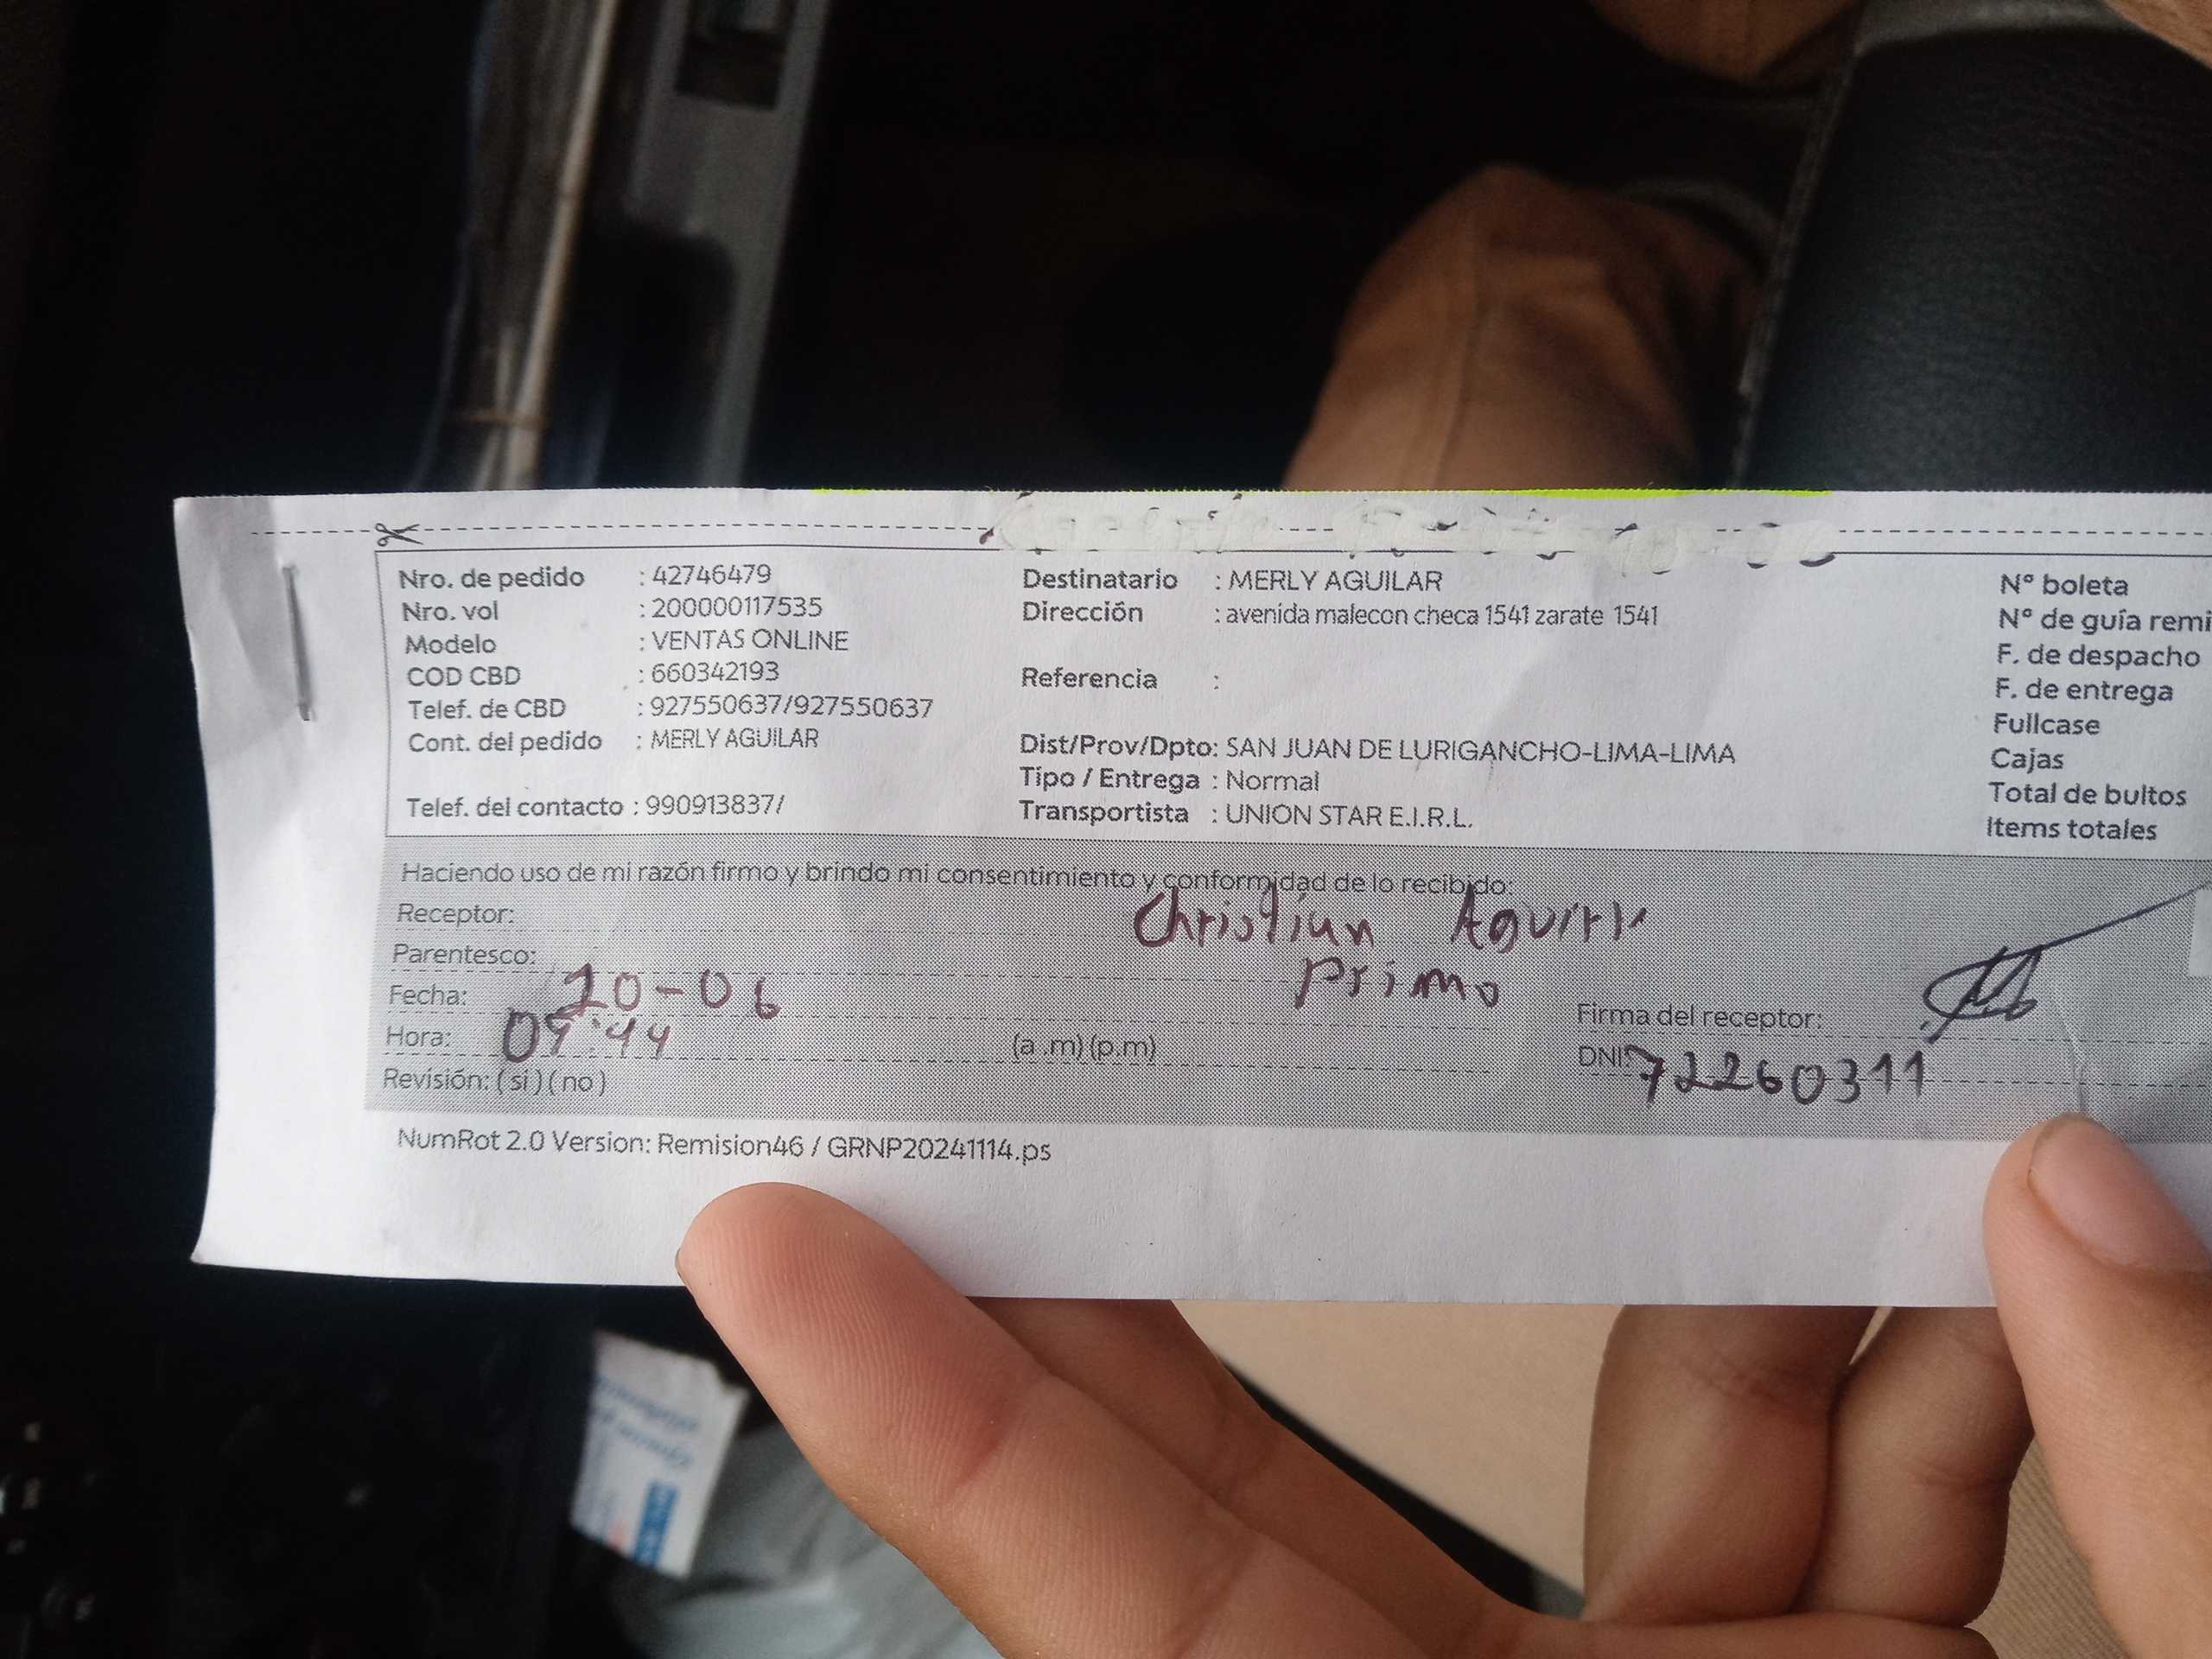 Nro. de pedido : 42746479
Nro. vol : 200000117535
Modelo : VENTAS ONLINE
COD CBD : 660342193
Telef. de CBD : 927550637/927550637
Cont. del pedido : MERLY AGUILAR
Telef. del contacto : 990913837/
Destinatario : MERLY AGUILAR
Dirección : avenida malecon checa 1541 zarate 1541
Referencia :
Dist/Prov/Dpto: SAN JUAN DE LURIGANCHO-LIMA-LIMA
Tipo / Entrega : Normal
Transportista : UNION STAR E.I.R.L.
N° boleta
N° de guía remi
F. de despacho
F. de entrega
Fullcase
Cajas
Total de bultos
Items totales
Haciendo uso de mi razón firmo y brindo mi consentimiento y conformidad de lo recibido:
Receptor: Christian
Parentesco: Primo
Fecha: 20-06
Hora: (a .m) (p.m)
Revisión: ( si ) ( no )
Firma del receptor:
DNI: 72260311
NumRot 2.0 Version: Remision46 / GRNP20241114.ps